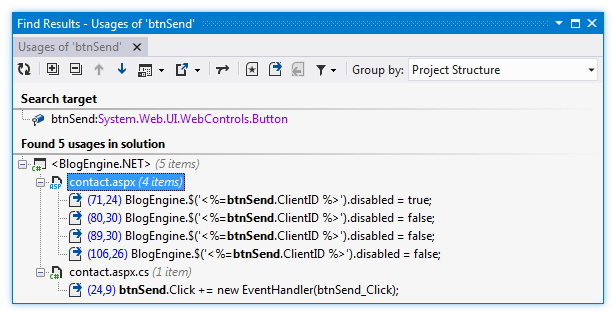 Find Results - Usages of 'btnSend'
Usages of 'btnSend'
Group by: Project Structure
Search target
btnSend:System.Web.UI.WebControls.Button
Found 5 usages in solution
C# <BlogEngine.NET> (5 items)
ASP contact.aspx (4 items)
(71,24) BlogEngine.$('<%=btnSend.ClientID %>').disabled = true;
(80,30) BlogEngine.$('<%=btnSend.ClientID %>').disabled = false;
(89,30) BlogEngine.$('<%=btnSend.ClientID %>').disabled = false;
(106,26) BlogEngine.$('<%=btnSend.ClientID %>').disabled = false;
C# contact.aspx.cs (1 item)
(24,9) btnSend.Click += new EventHandler(btnSend_Click);